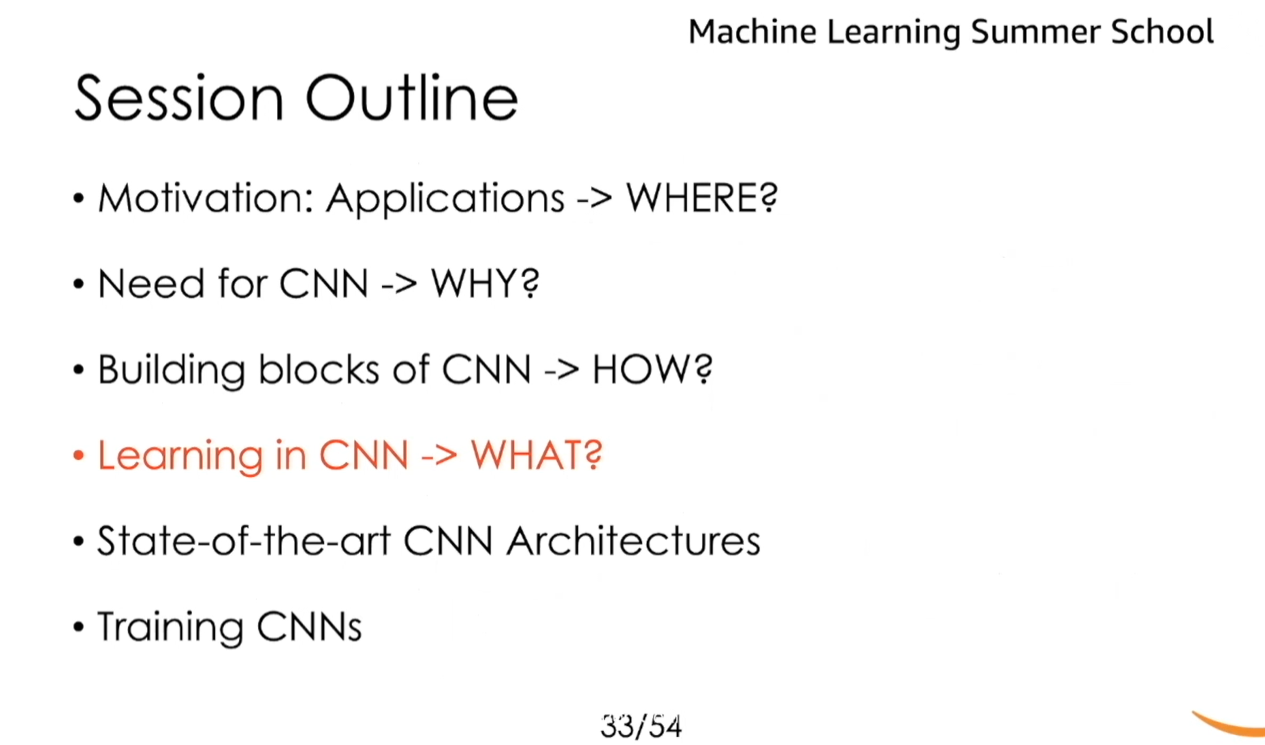 Machine Learning Summer School
Session Outline
• Motivation: Applications -> WHERE?
• Need for CNN -> WHY?
• Building blocks of CNN -> HOW?
• Learning in CNN -> WHAT?
• State-of-the-art CNN Architectures
• Training CNNs
33/54